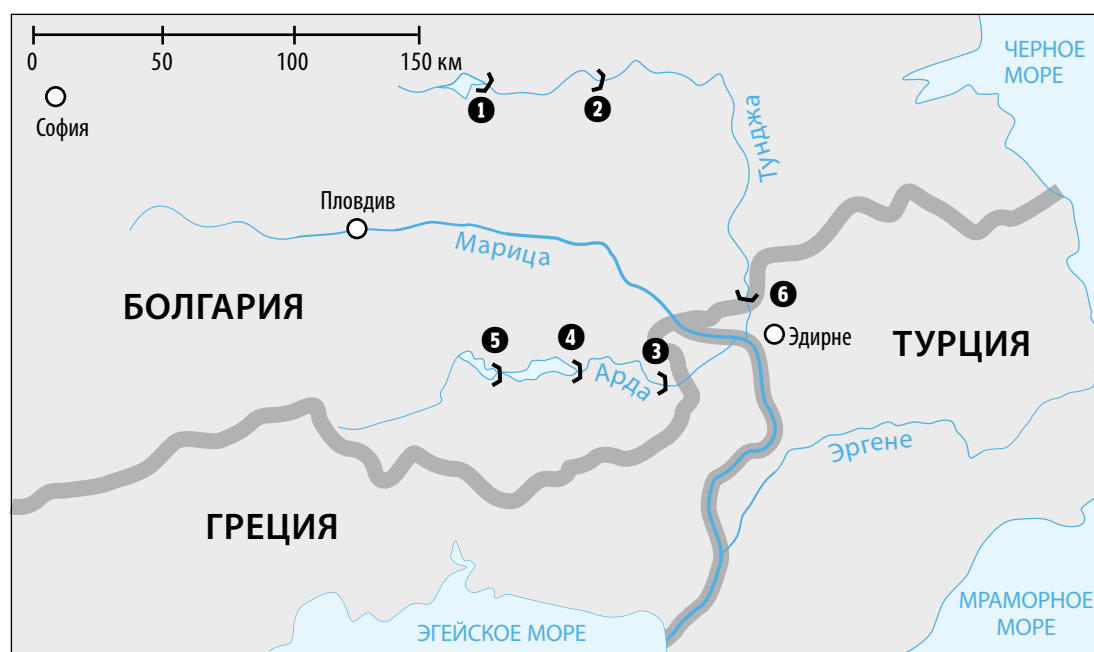 0
50
100
150 км
София
ЧЕРНОЕ
МОРЕ
1
2
Тунджа
Пловдив
Марица
БОЛГАРИЯ
6
Эдирне
ТУРЦИЯ
5
4
3
Арда
Эргене
ГРЕЦИЯ
ЭГЕЙСКОЕ МОРЕ
МРАМОРНОЕ
МОРЕ